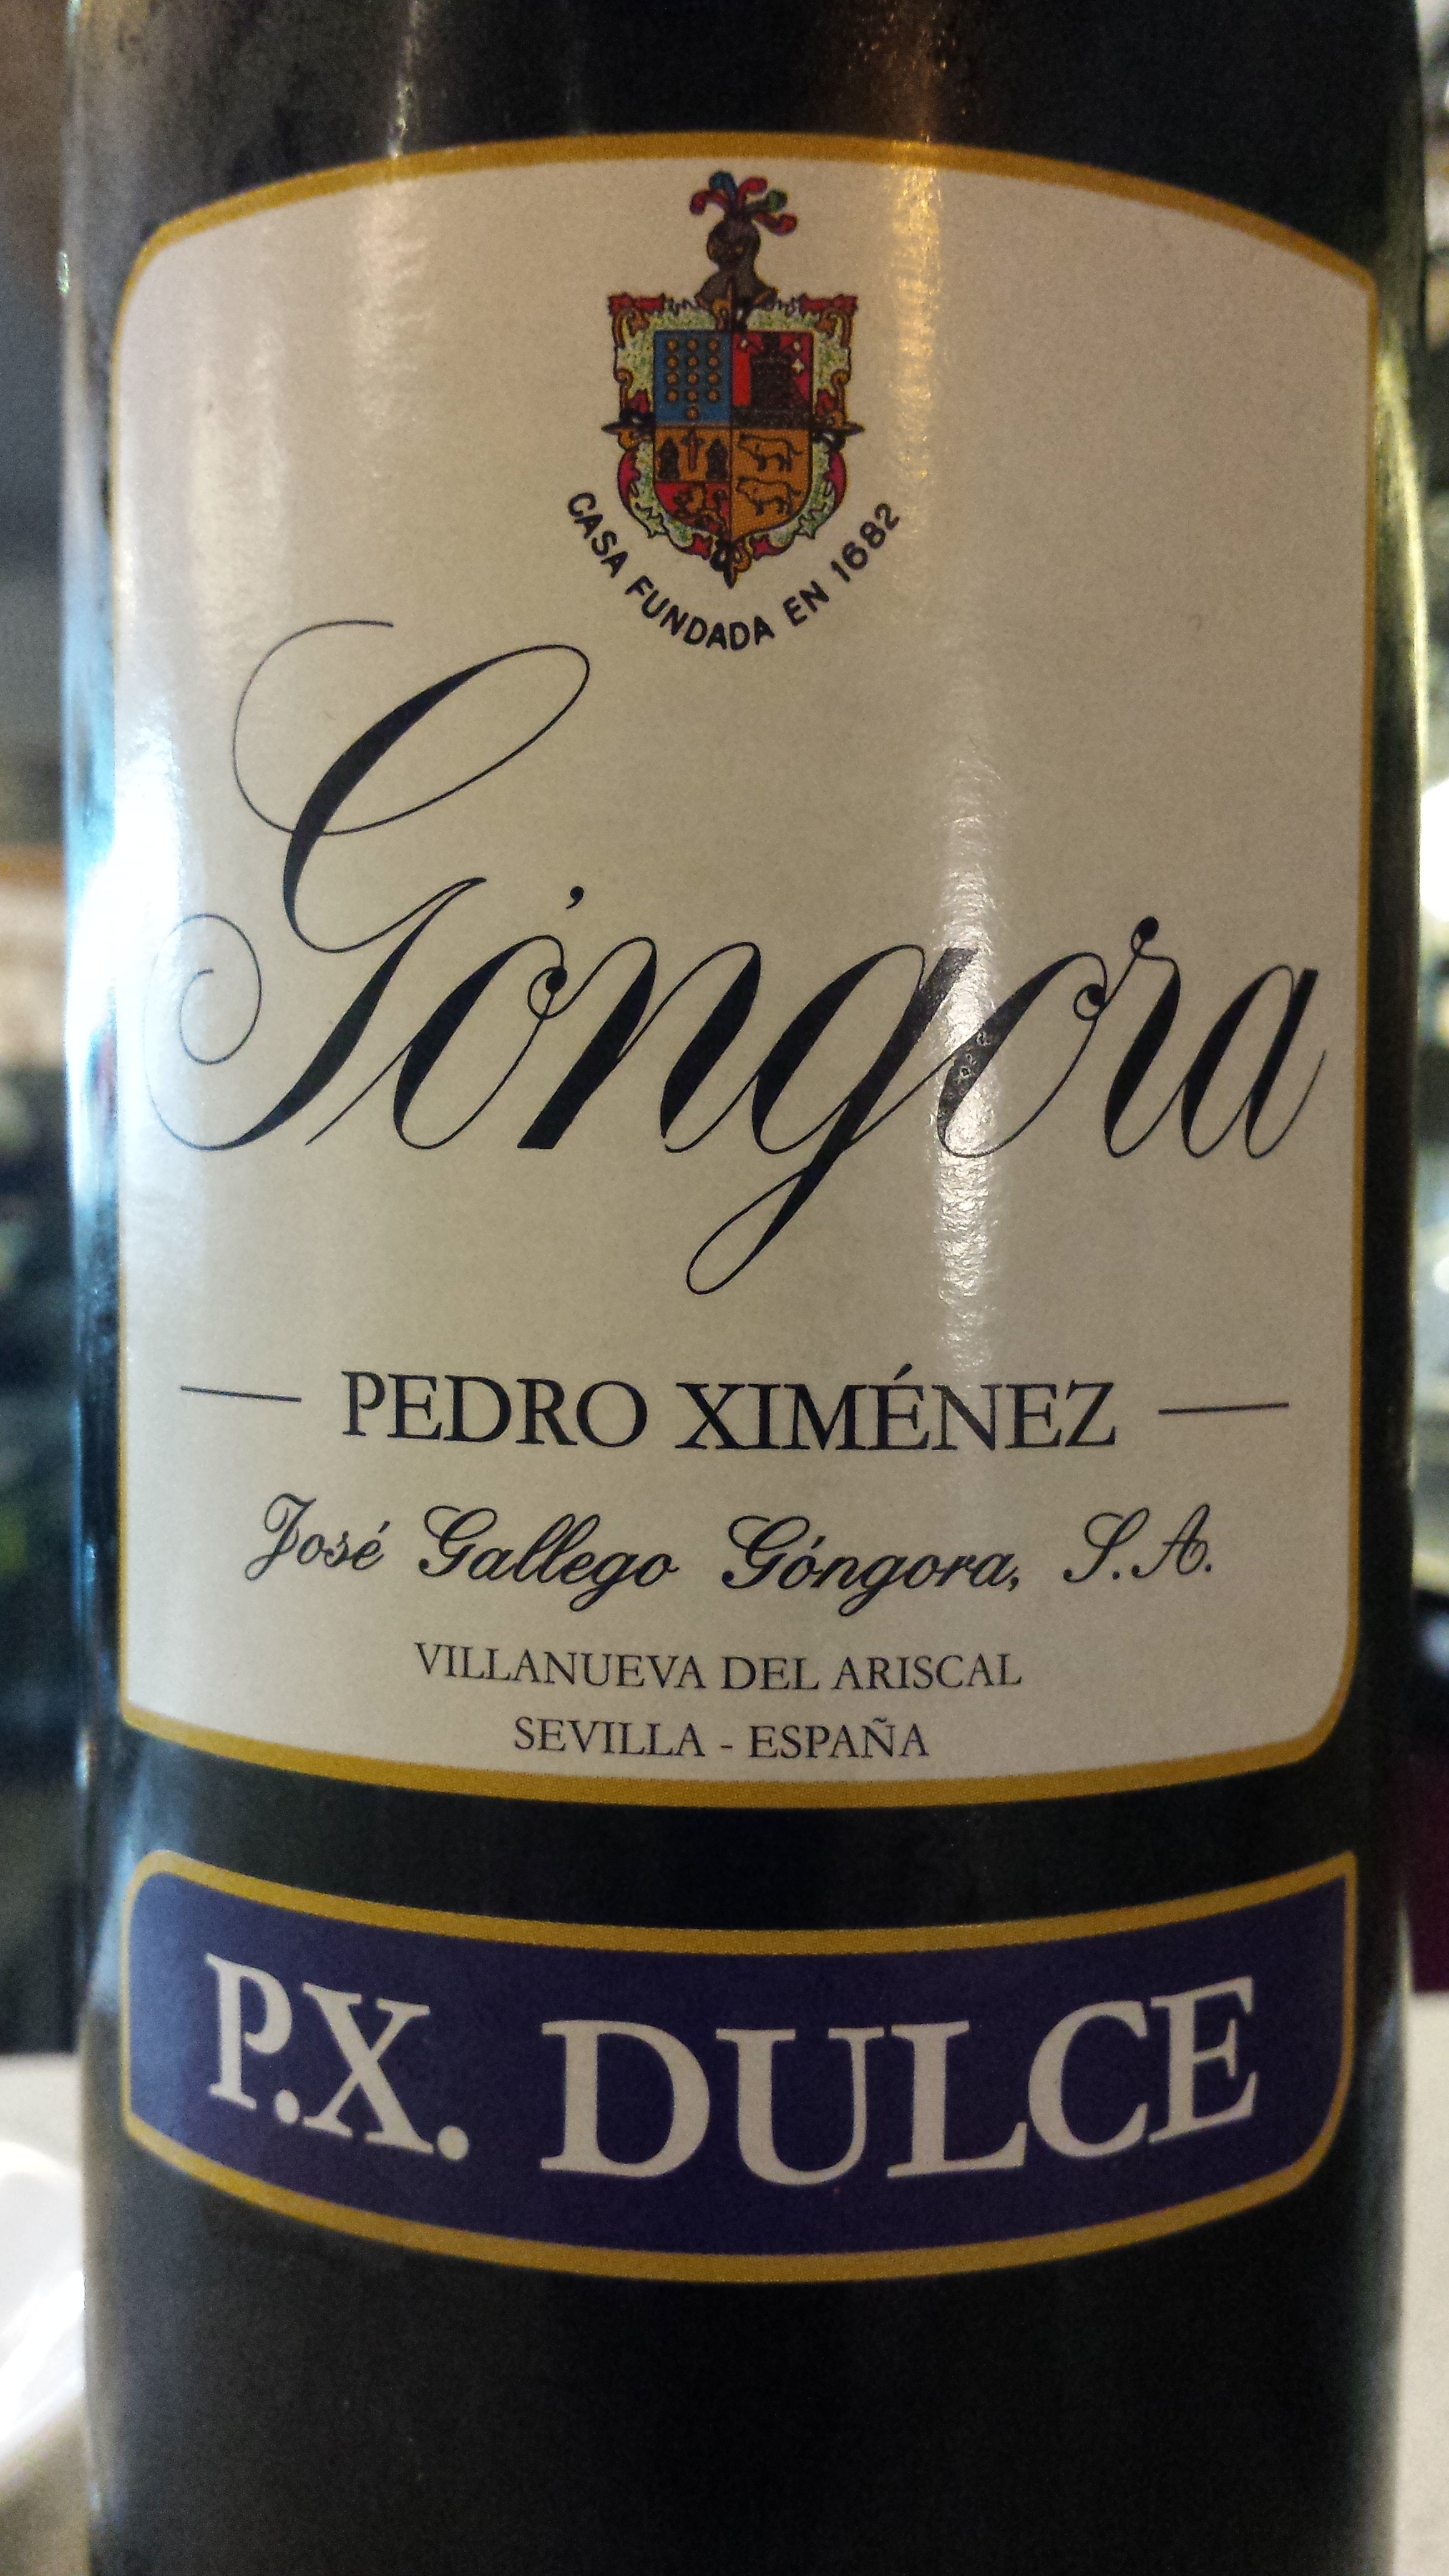 CASA FUNDADA EN 1682
Góngora
PEDRO XIMÉNEZ
José Gallego Góngora, S.A.
VILLANUEVA DEL ARISCAL
SEVILLA - ESPAÑA
P.X. DULCE